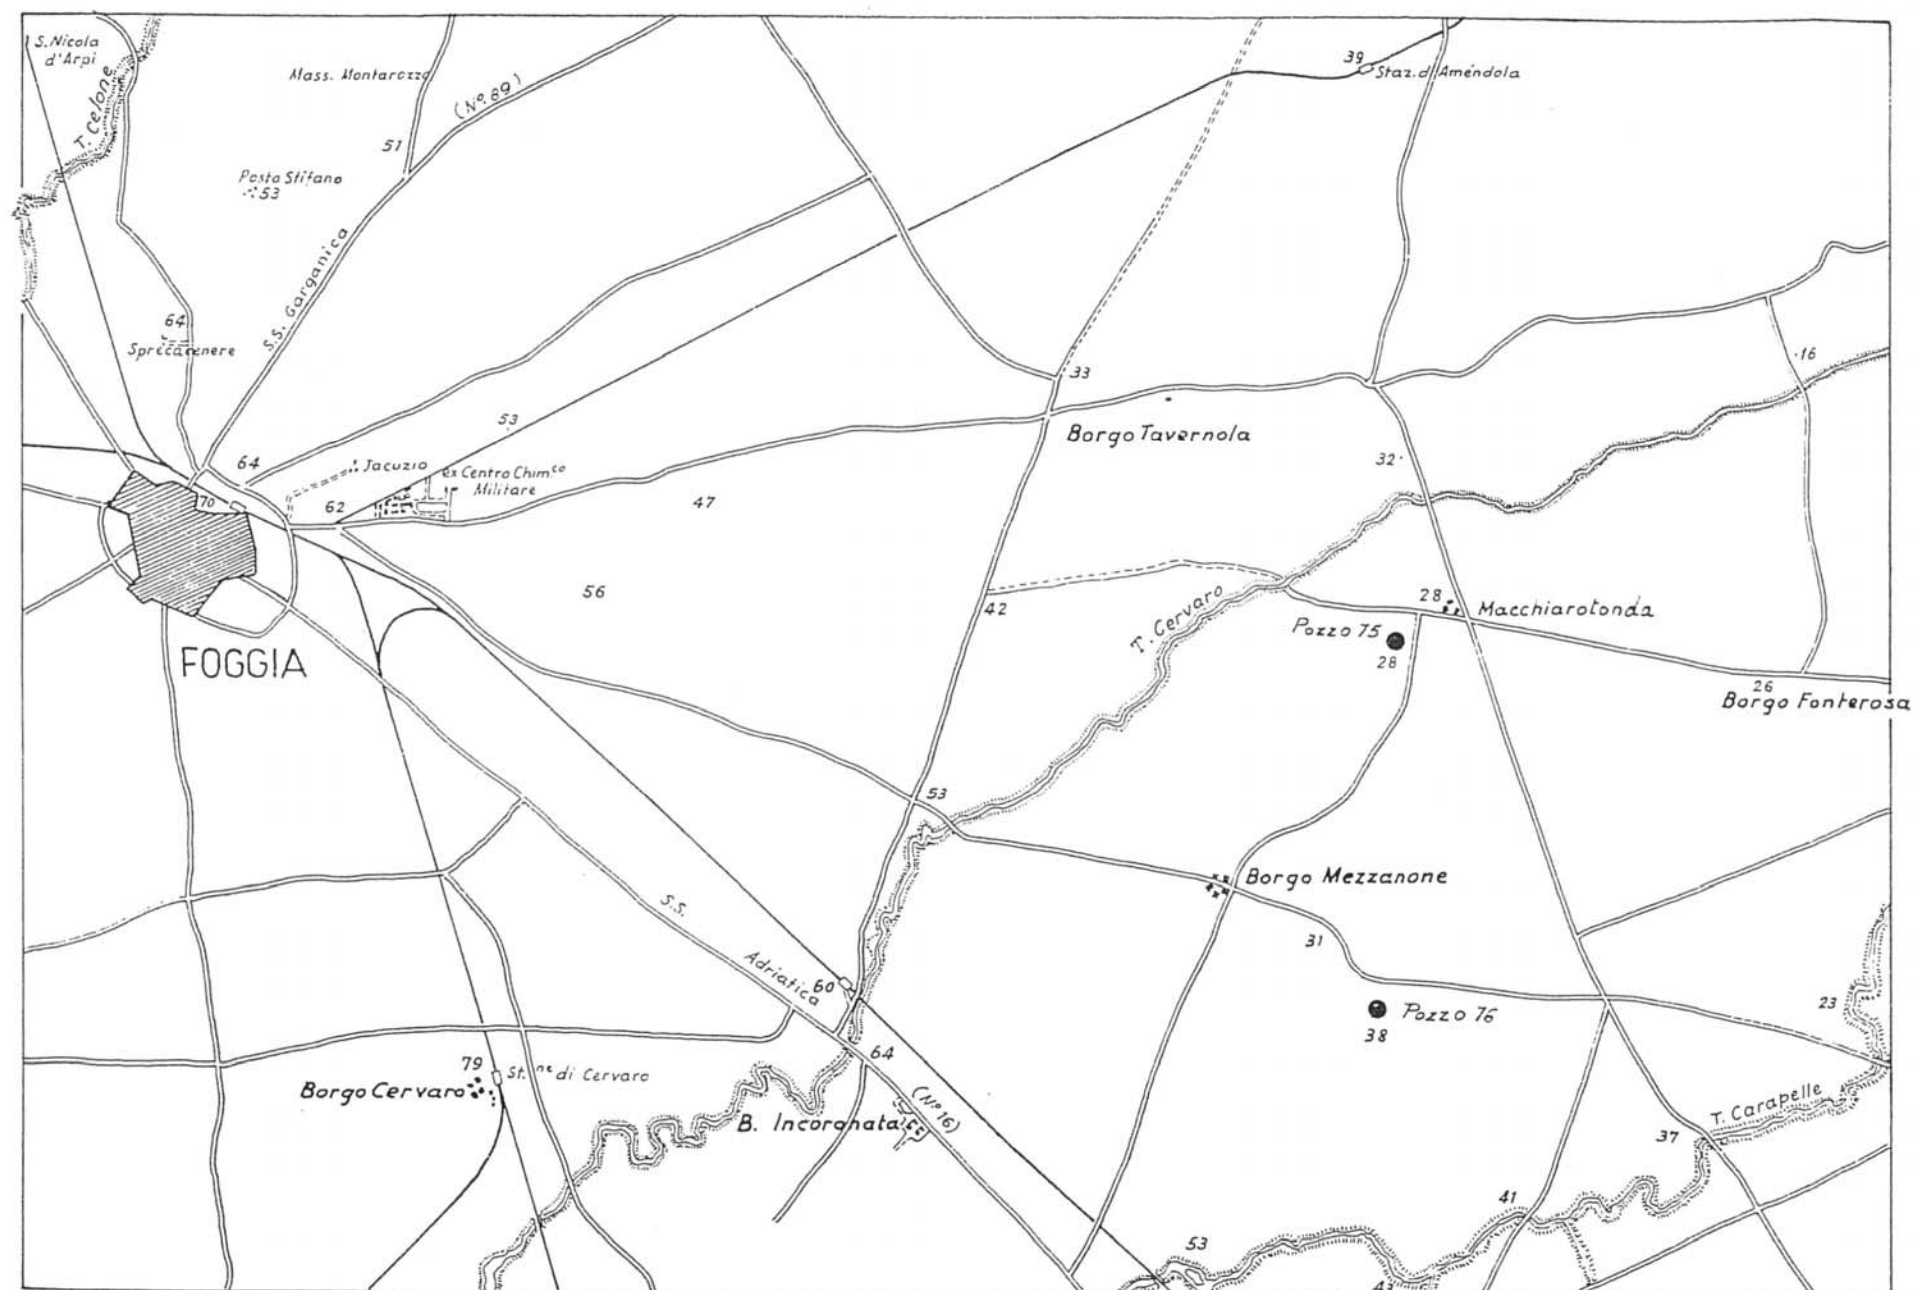 S. Nicola
d'Arpi
T. Celone
Mass. Montarozzo
(Nº. 89)
51
39
Staz. d'Améndola
Posta Stifano
53
S.S. Garganica
64
Sprecacenere
33
16
53
Borgo Tavernola
64
Jacuzio
ex Centro Chim.co
Militare
32
70
62
47
56
42
T. Cervaro
28
Macchiarotonda
Pozzo 75
28
FOGGIA
26
Borgo Fonterosa
53
Borgo Mezzanone
S.S.
Adriatica
31
60
23
Pozzo 76
38
64
79
St.ne di Cervaro
Borgo Cervaro
(Nº 16)
B. Incoronata
T. Carapelle
37
41
53
43